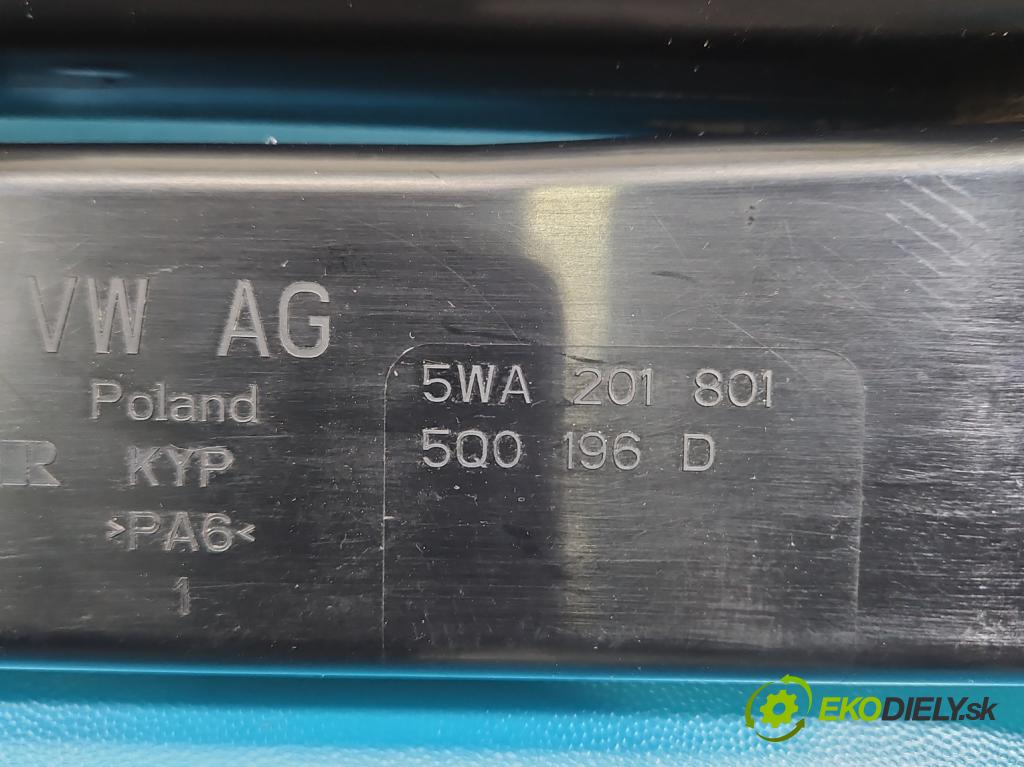 VW AG
Poland
R KYP
>PA6<
1
5WA 201 801
5Q0 196 D
EKODIELY.sk